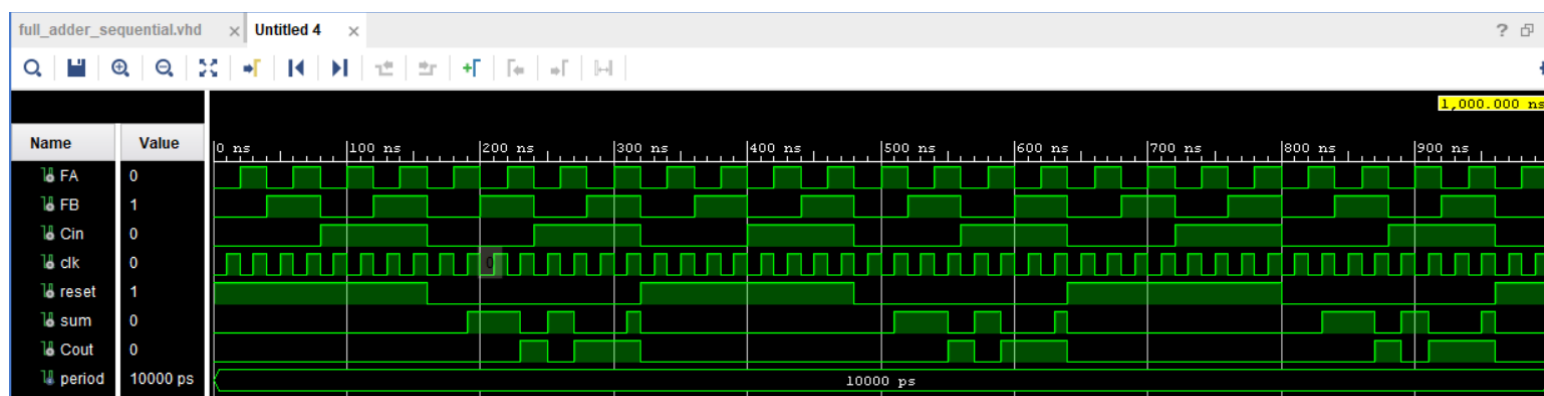 full_adder_sequential.vhd × Untitled 4 × ?
1,000.000 ns
Name Value 0 ns 100 ns 200 ns 300 ns 400 ns 500 ns 600 ns 700 ns 800 ns 900 ns
FA 0
FB 1
Cin 0
clk 0 0
reset 1
sum 0
Cout 0
period 10000 ps 10000 ps